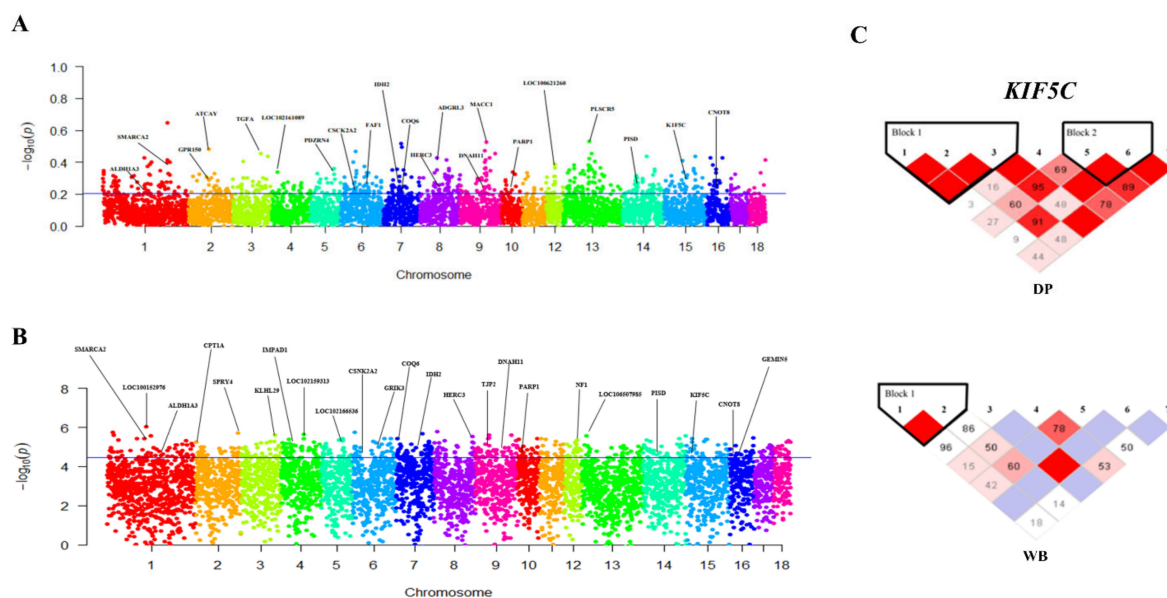 A
−log₁₀(p)
1.0
0.8
0.6
0.4
0.2
0.0
SMARCA2
ALDH1A3
ATCAY
GPR150
TGFA
LOC102161089
PDZRN4
CSCK2A2
FAF1
IDH2
COQ6
HERC3
ADGRL3
MACC1
DNAH11
PARP1
LOC100621260
PLSCR5
PISD
K1F5C
CNOT8
1 2 3 4 5 6 7 8 9 10 12 13 14 15 16 18
Chromosome
B
−log₁₀(p)
8
6
4
2
0
SMARCA2
LOC100152976
ALDH1A3
CPT1A
SPRY4
KLHL29
IMPAD1
LOC102159313
LOC102166536
CSNK2A2
GRIK3
COQ6
IDH2
HERC3
TJP2
DNAH11
PARP1
NF1
LOC106507985
PISD
KIF5C
CNOT8
GEMIN5
1 2 3 4 5 6 7 8 9 10 12 13 14 15 16 18
Chromosome
C
KIF5C
Block 1 Block 2
1 2 3 4 5 6
69
16 95 89
3 60 48 78
27 91
9 48
44
DP
Block 1
1 2 3 4 5 6 7
86 78
96 50 50
15 60 53
42
14
18
WB